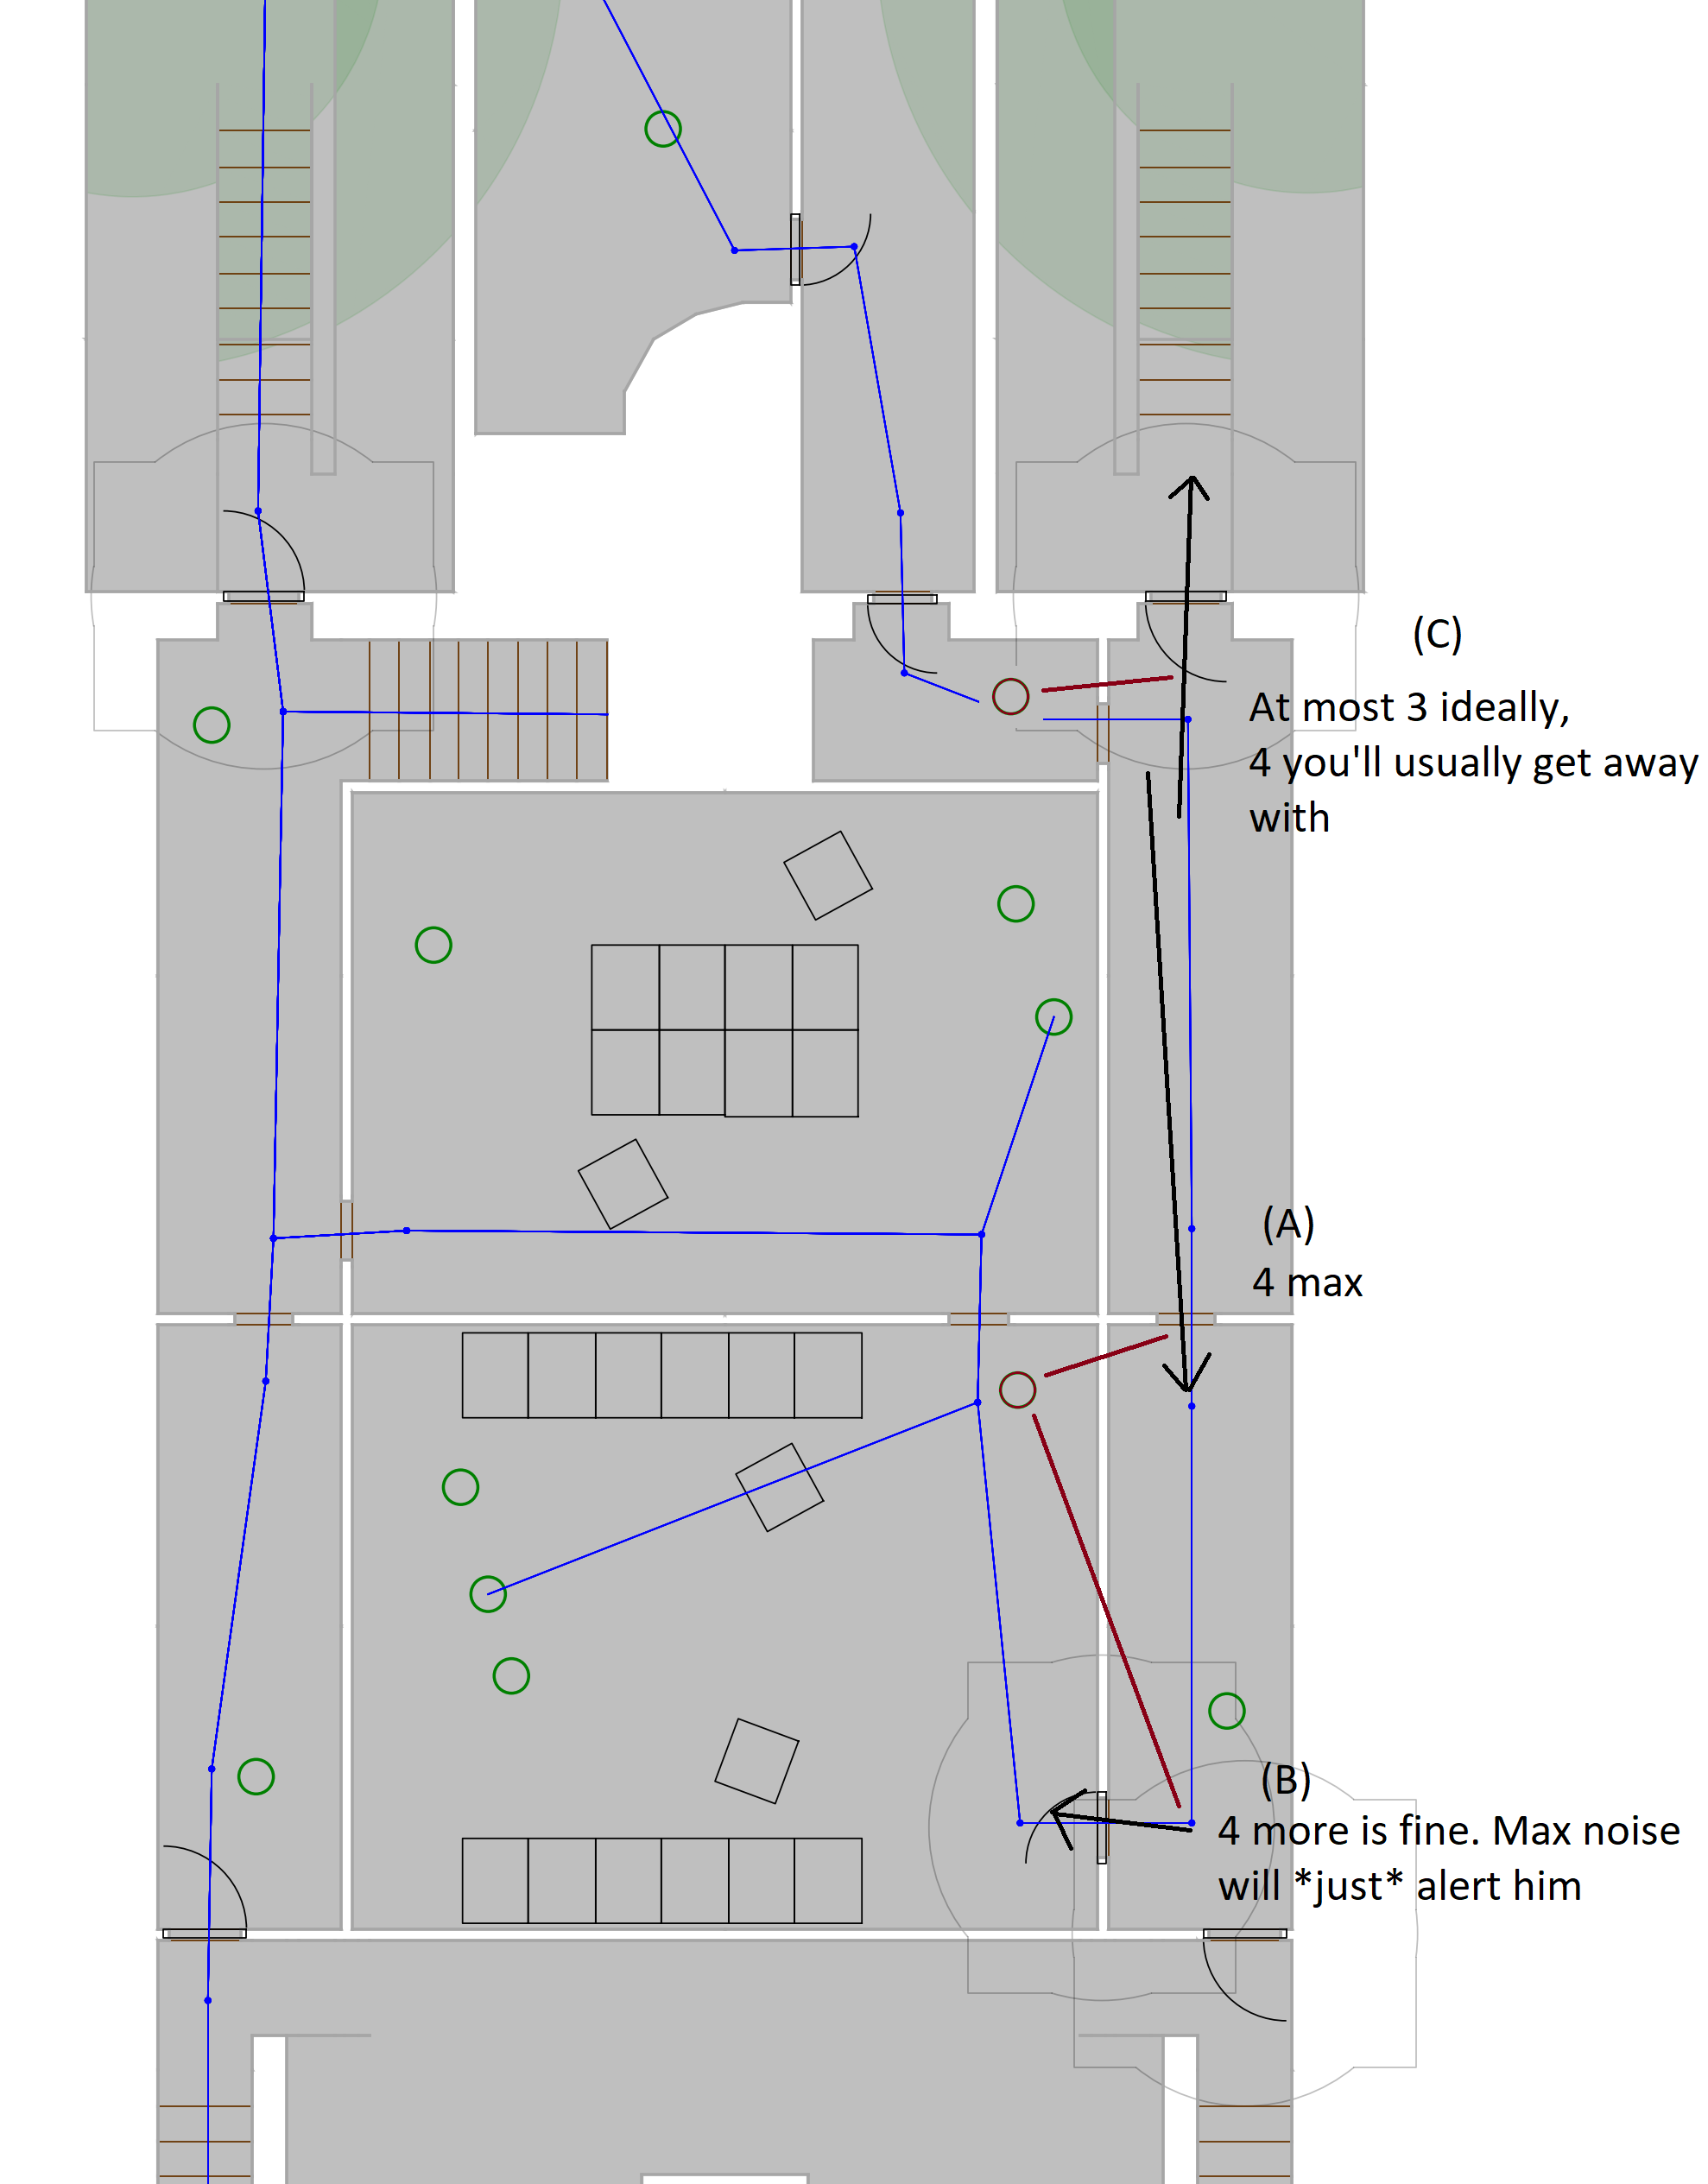 (C)
At most 3 ideally,
4 you'll usually get away
with
(A)
4 max
(B)
4 more is fine. Max noise
will *just* alert him